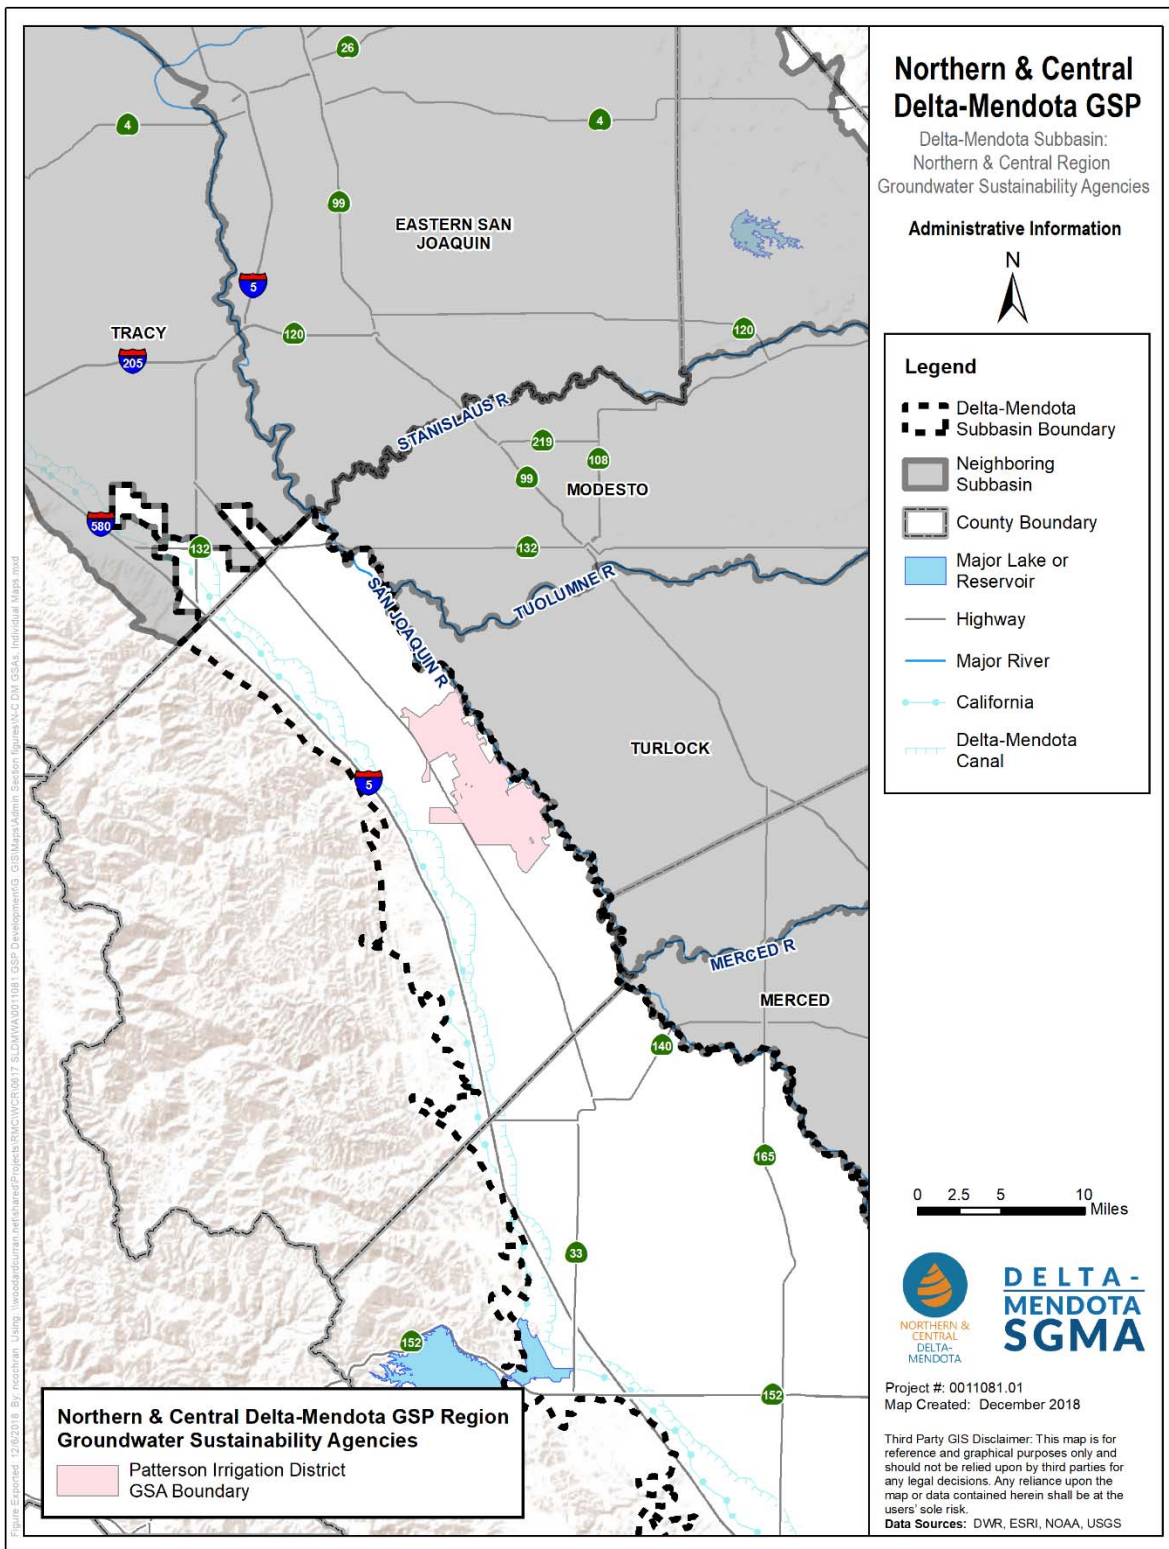 Northern & Central
Delta-Mendota GSP
Delta-Mendota Subbasin:
Northern & Central Region
Groundwater Sustainability Agencies
Administrative Information
N
Legend
Delta-Mendota
Subbasin Boundary
Neighboring
Subbasin
County Boundary
Major Lake or
Reservoir
Highway
Major River
California
Delta-Mendota
Canal
0 2.5 5 10
Miles
NORTHERN &
CENTRAL
DELTA-
MENDOTA
DELTA-
MENDOTA
SGMA
Project #: 0011081.01
Map Created: December 2018
Third Party GIS Disclaimer: This map is for
reference and graphical purposes only and
should not be relied upon by third parties for
any legal decisions. Any reliance upon the
map or data contained herein shall be at the
users' sole risk.
Data Sources: DWR, ESRI, NOAA, USGS
26
4
4
99
EASTERN SAN
JOAQUIN
5
TRACY
120
120
205
STANISLAUS R
219
108
99
MODESTO
580
132
132
SAN JOAQUIN R
TUOLUMNE R
TURLOCK
5
MERCED R
MERCED
140
165
33
152
152
Northern & Central Delta-Mendota GSP Region
Groundwater Sustainability Agencies
Patterson Irrigation District
GSA Boundary